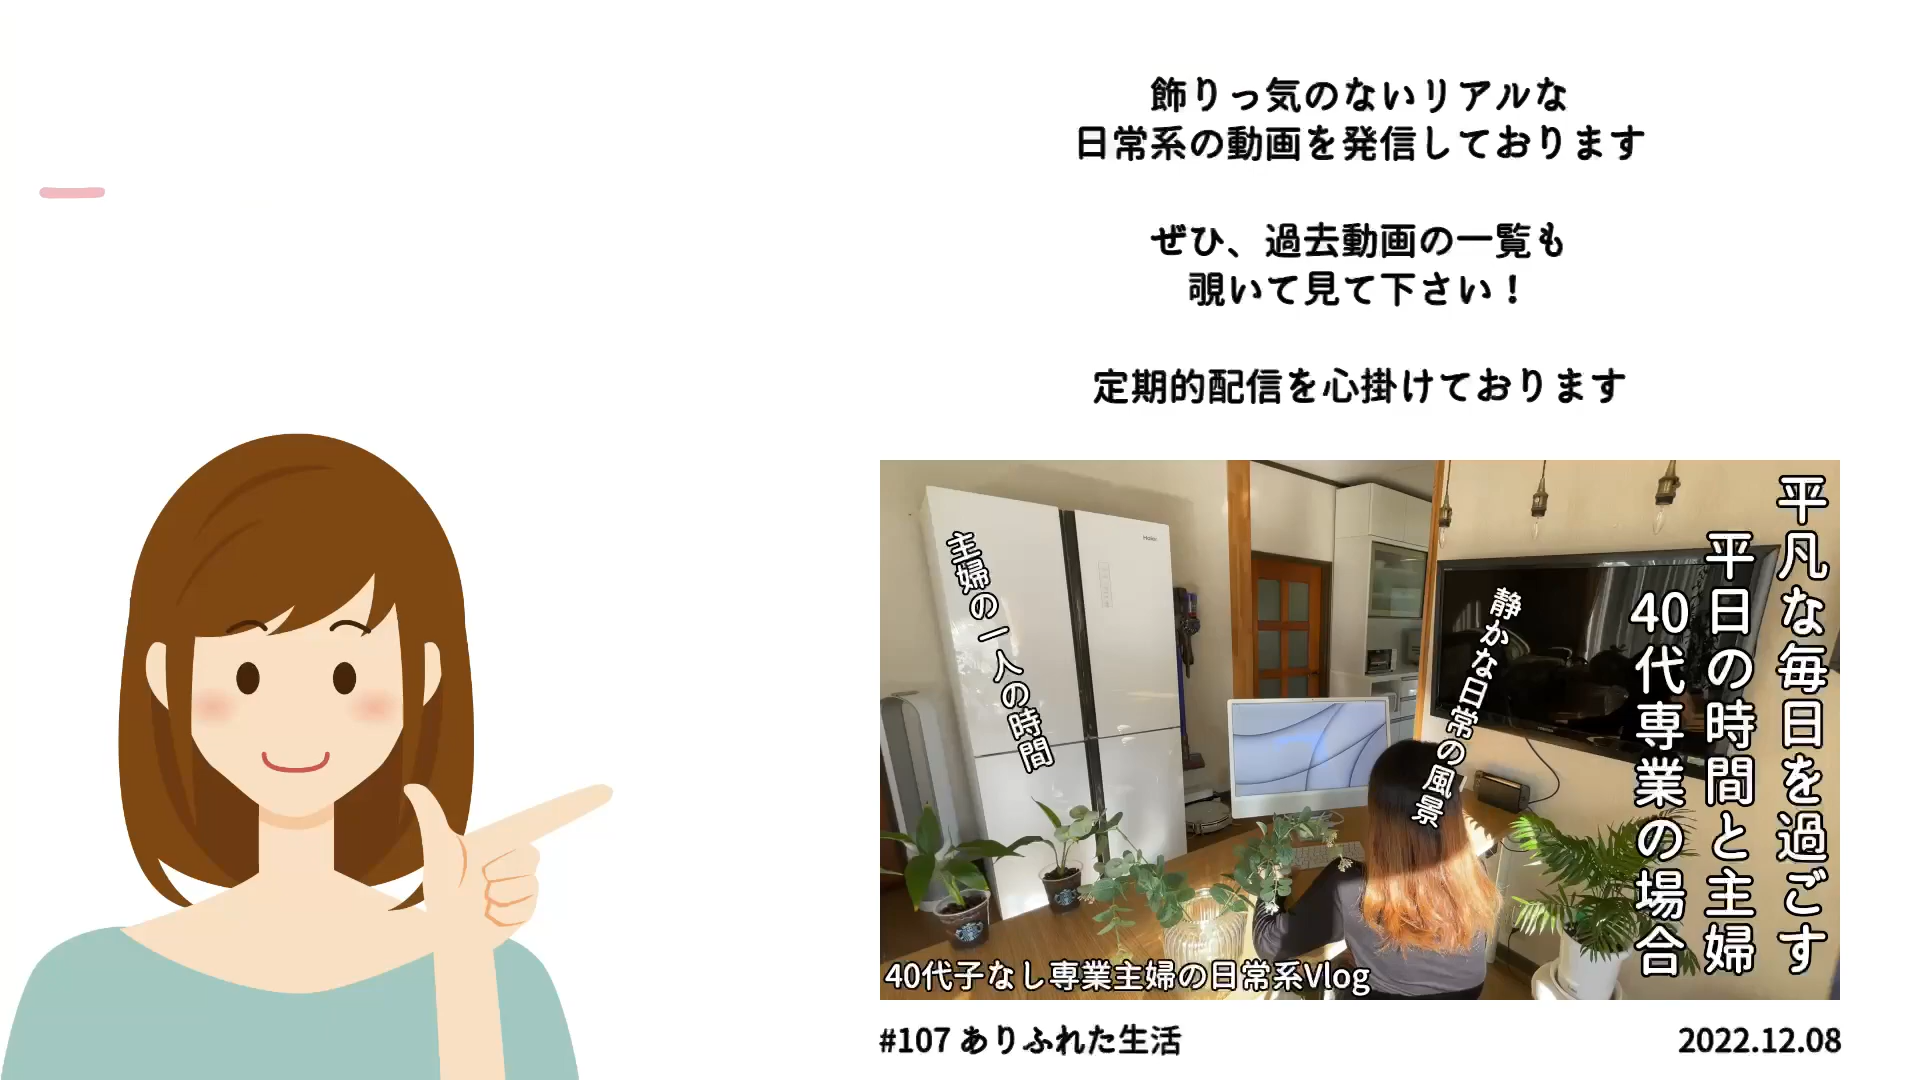 飾りっ気のないリアルな
日常系の動画を発信しております
ぜひ、過去動画の一覧も
覗いて見て下さい！
定期的配信を心掛けております
平凡な毎日を過ごす
平日の時間と主婦
40代専業の場合
主婦の一人の時間
静かな日常の風景
Haier
40代子なし専業主婦の日常系Vlog
#107 ありふれた生活
2022.12.08